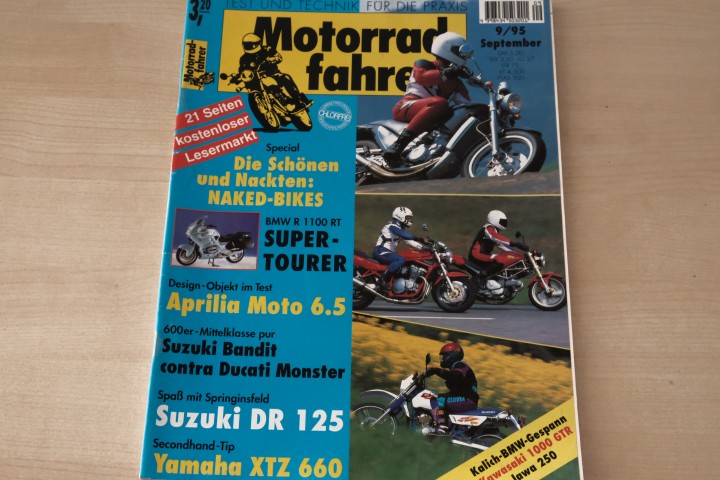 TEST UND TECHNIK FÜR DIE PRAXIS
3,20
Motorrad
fahrer
Motorrad-
fahrer
9/95
September
21 Seiten
kostenloser
Lesermarkt
CHLORFREI
Special
Die Schönen
und Nackten:
NAKED-BIKES
BMW R 1100 RT
SUPER-
TOURER
Design-Objekt im Test
Aprilia Moto 6.5
600er-Mittelklasse pur
Suzuki Bandit
contra Ducati Monster
Spaß mit Springinsfeld
Suzuki DR 125
Secondhand-Tip
Yamaha XTZ 660
Kalich-BMW-Gespann
Kawasaki 1000 GTR
Jawa 250